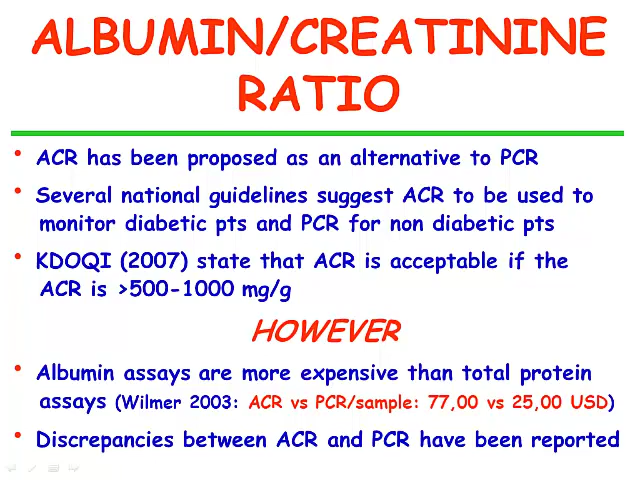 ALBUMIN/CREATININE
RATIO
• ACR has been proposed as an alternative to PCR
• Several national guidelines suggest ACR to be used to
monitor diabetic pts and PCR for non diabetic pts
• KDOQI (2007) state that ACR is acceptable if the
ACR is >500-1000 mg/g
HOWEVER
• Albumin assays are more expensive than total protein
assays (Wilmer 2003: ACR vs PCR/sample: 77,00 vs 25,00 USD)
• Discrepancies between ACR and PCR have been reported